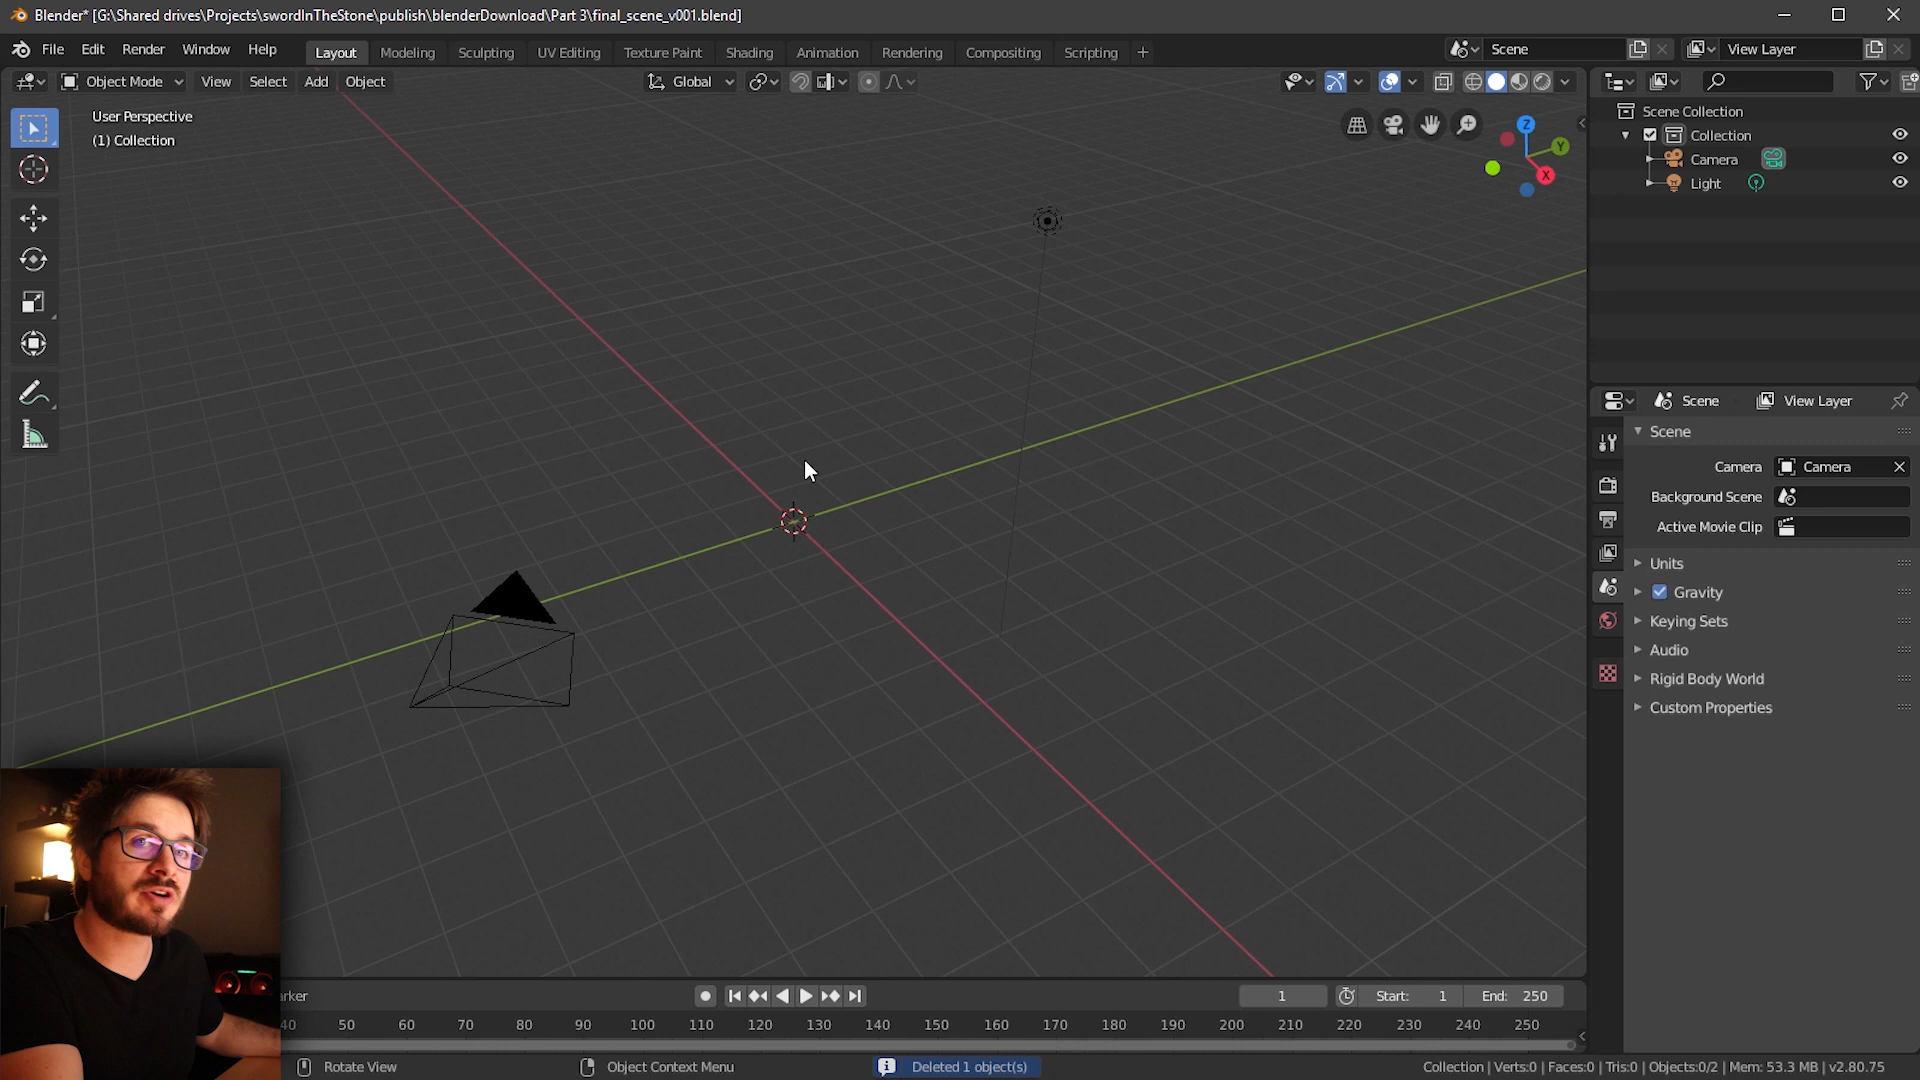 Blender* [G:\Shared drives\Projects\swordInTheStone\publish\blenderDownload\Part 3\final_scene_v001.blend]
File Edit Render Window Help Layout Modeling Sculpting UV Editing Texture Paint Shading Animation Rendering Compositing Scripting + Scene View Layer
Object Mode View Select Add Object Global
User Perspective
(1) Collection
Z
Y
X
Scene Collection
Collection
Camera
Light
Scene View Layer
Scene
Camera Camera
Background Scene
Active Movie Clip
Units
Gravity
Keying Sets
Audio
Rigid Body World
Custom Properties
arker 1 Start: 1 End: 250
40 50 60 70 80 90 100 110 120 130 140 150 160 170 180 190 200 210 220 230 240 250
Rotate View Object Context Menu Deleted 1 object(s) Collection | Verts:0 | Faces:0 | Tris:0 | Objects:0/2 | Mem: 53.3 MB | v2.80.75